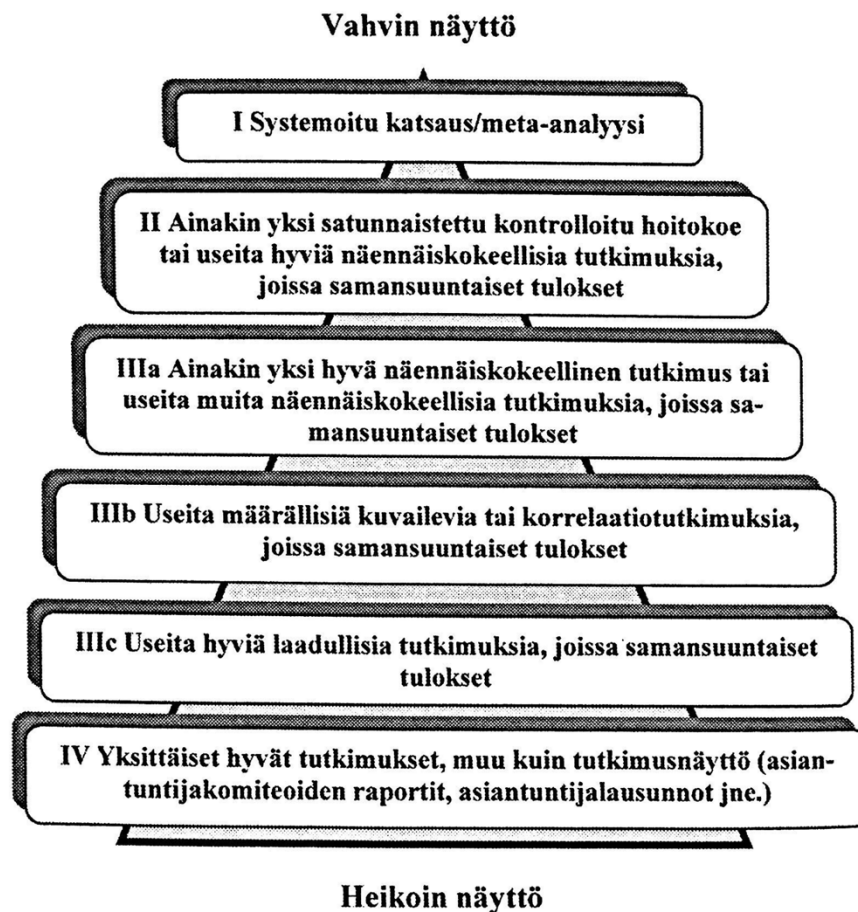 Vahvin näyttö
I Systemoitu katsaus/meta-analyysi
II Ainakin yksi satunnaistettu kontrolloitu hoitokoe
tai useita hyviä näennäiskokeellisia tutkimuksia,
joissa samansuuntaiset tulokset
IIIa Ainakin yksi hyvä näennäiskokeellinen tutkimus tai
useita muita näennäiskokeellisia tutkimuksia, joissa sa-
mansuuntaiset tulokset
IIIb Useita määrällisiä kuvailevia tai korrelaatiotutkimuksia,
joissa samansuuntaiset tulokset
IIIc Useita hyviä laadullisia tutkimuksia, joissa samansuuntaiset
tulokset
IV Yksittäiset hyvät tutkimukset, muu kuin tutkimusnäyttö (asian-
tuntijakomiteoiden raportit, asiantuntijalausunnot jne.)
Heikoin näyttö